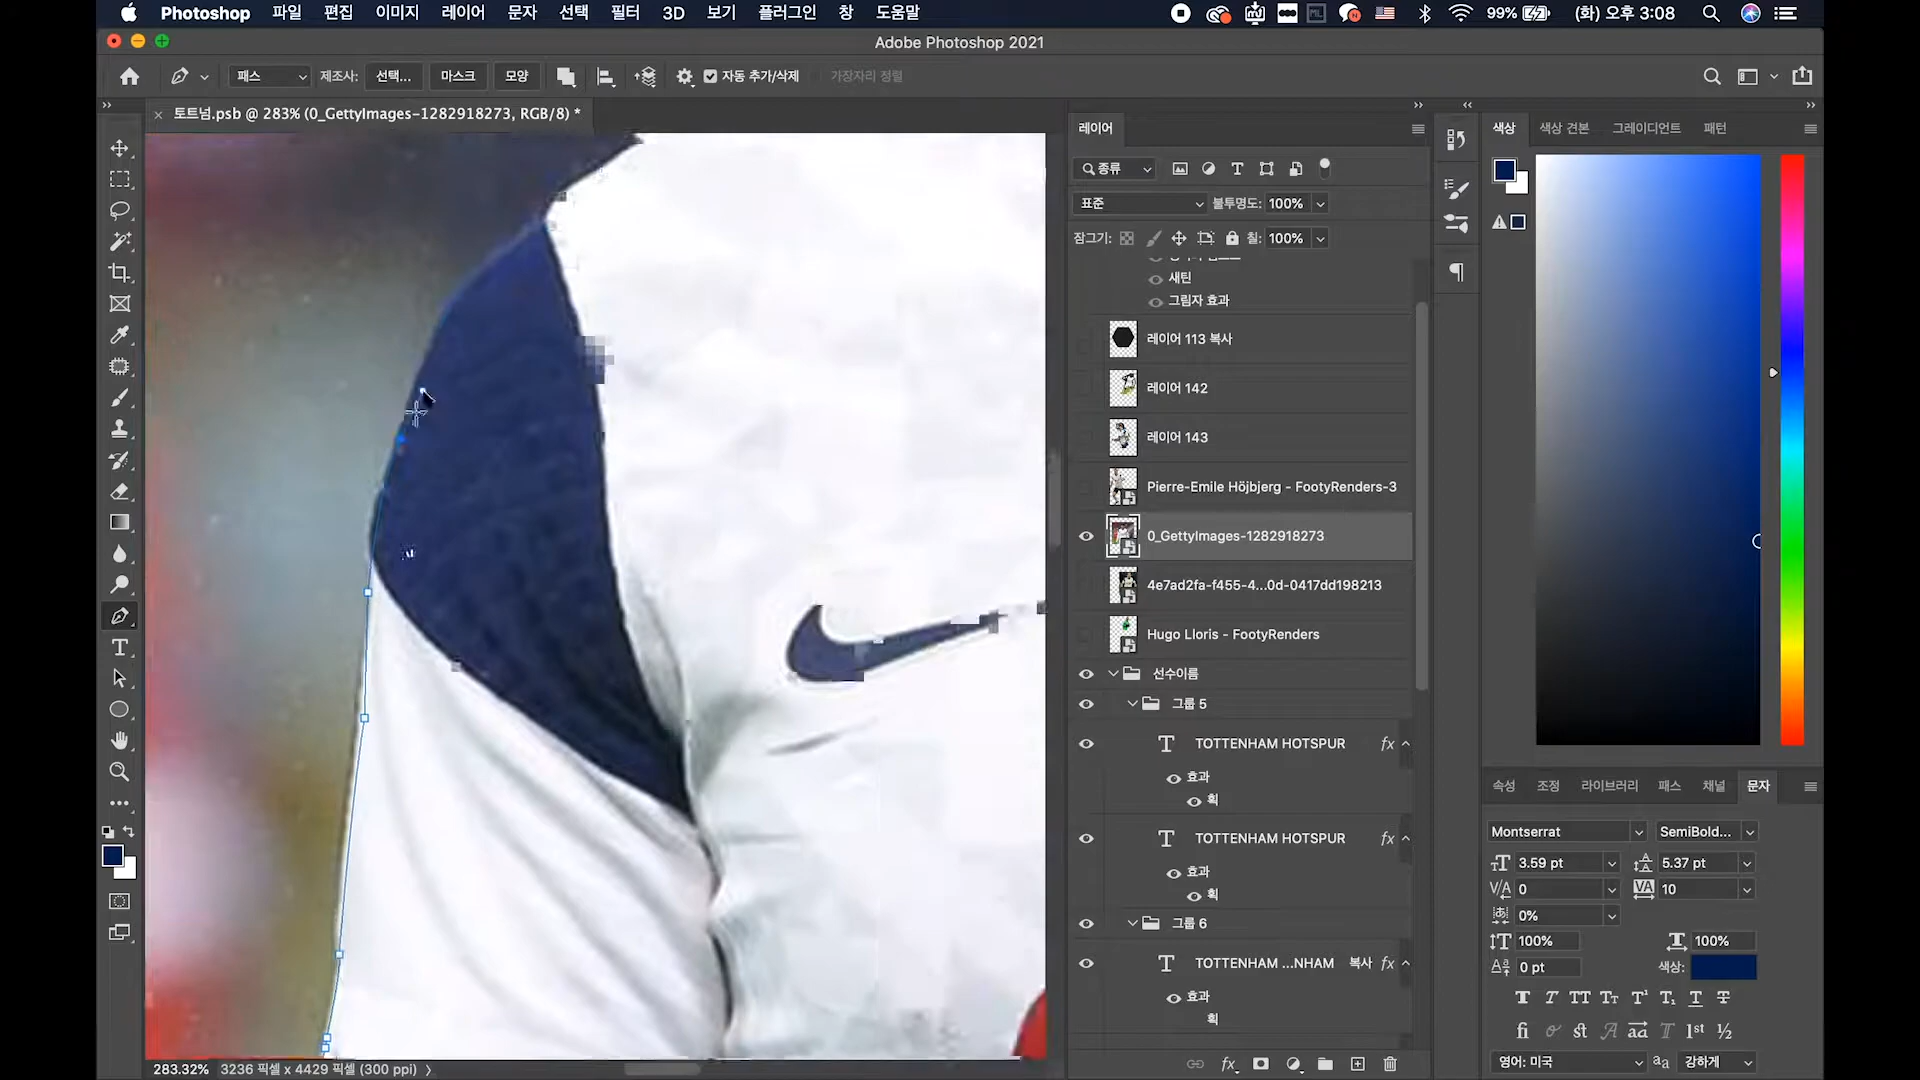 Photoshop 파일 편집 이미지 레이어 문자 선택 필터 3D 보기 플러그인 창 도움말 99% (화) 오후 3:08
Adobe Photoshop 2021
패스 제조사: 선택... 마스크 모양 자동 추가/삭제 가장자리 정렬
토트넘.psb @ 283% (0_GettyImages-1282918273, RGB/8) *
레이어
색상 색상 견본 그레이디언트 패턴
종류
표준 불투명도: 100%
잠그기: 칠: 100%
새틴
그림자 효과
레이어 113 복사
레이어 142
레이어 143
Pierre-Emile Höjbjerg - FootyRenders-3
0_GettyImages-1282918273
4e7ad2fa-f455-4...0d-0417dd198213
Hugo Lloris - FootyRenders
선수이름
그룹 5
TOTTENHAM HOTSPUR fx
효과
획
TOTTENHAM HOTSPUR fx
효과
획
그룹 6
TOTTENHAM ...NHAM 복사 fx
효과
획
속성 조정 라이브러리 패스 채널 문자
Montserrat SemiBold...
3.59 pt 5.37 pt
0 10
0%
100% 100%
0 pt 색상:
영어: 미국 aa 강하게
283.32% 3236 픽셀 x 4429 픽셀 (300 ppi)